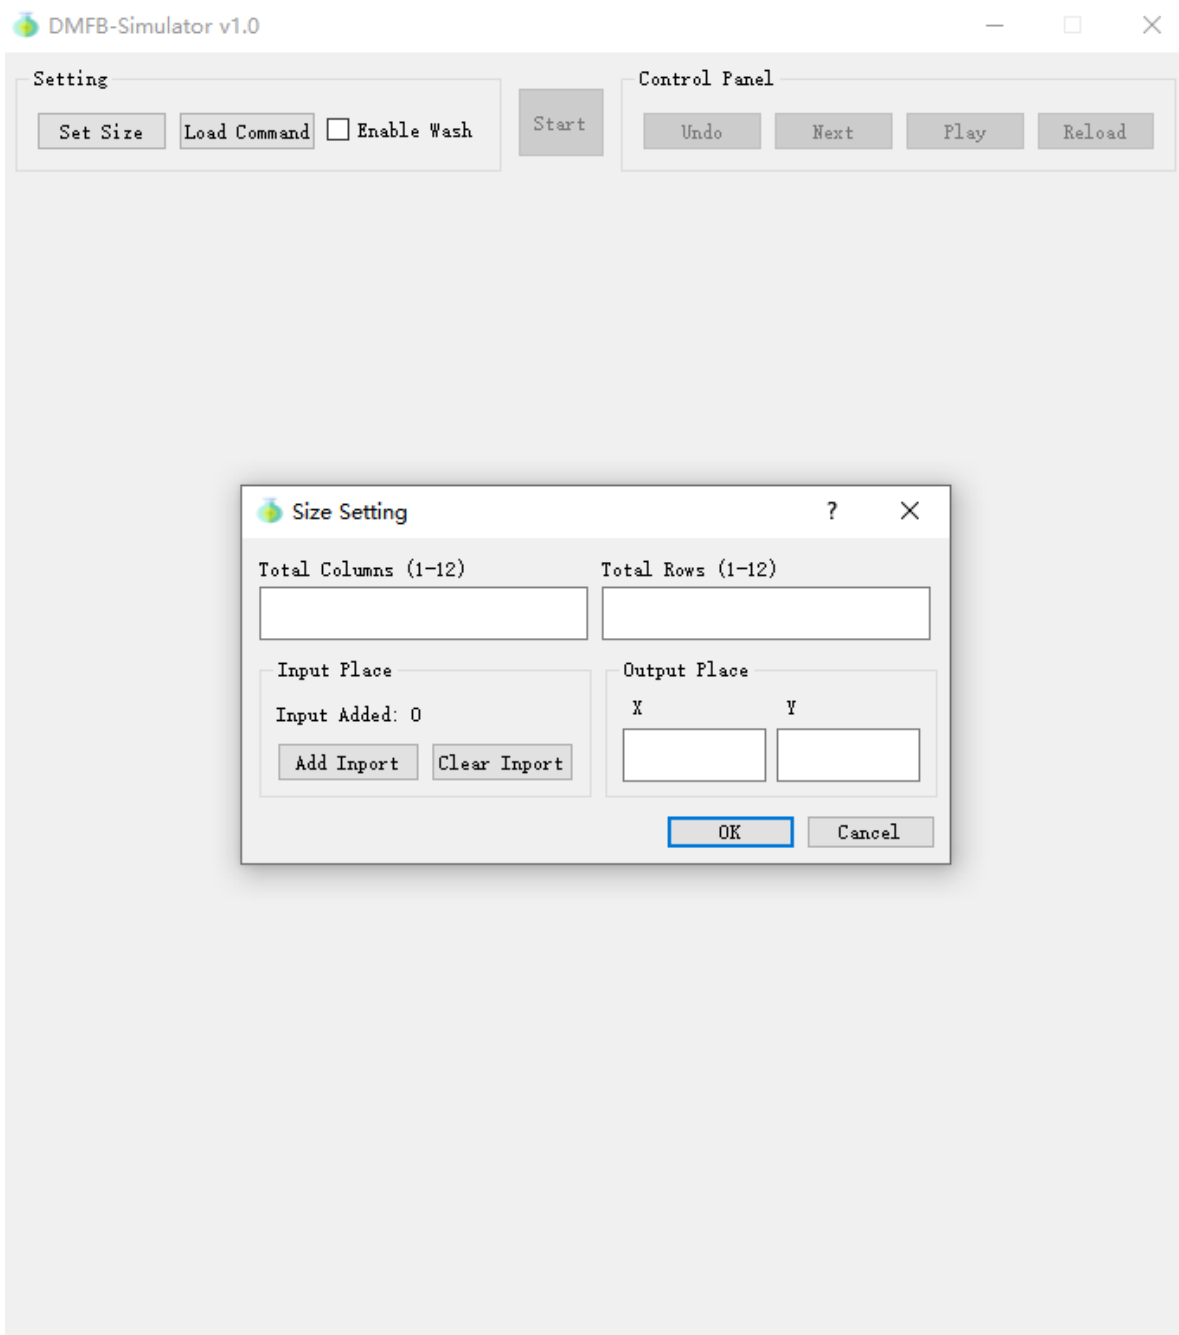 DMFB-Simulator v1.0
Setting
Control Panel
Set Size Load Command Enable Wash Start Undo Next Play Reload
Size Setting ?
Total Columns (1-12) Total Rows (1-12)
Input Place Output Place
Input Added: 0 X Y
Add Inport Clear Inport
OK Cancel